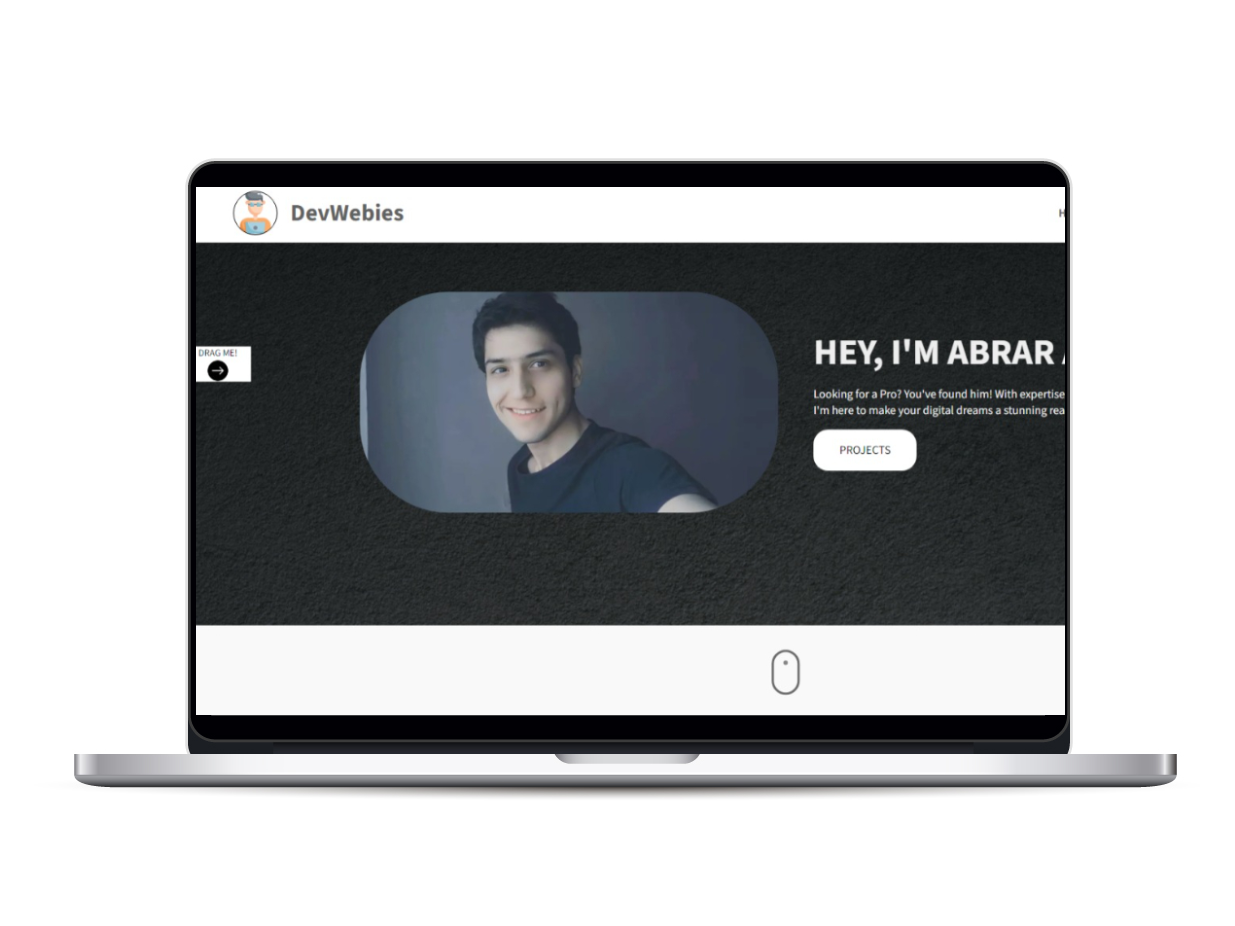 DevWebies
H
DRAG ME!
HEY, I'M ABRAR
Looking for a Pro? You've found him! With expertise
I'm here to make your digital dreams a stunning rea
PROJECTS